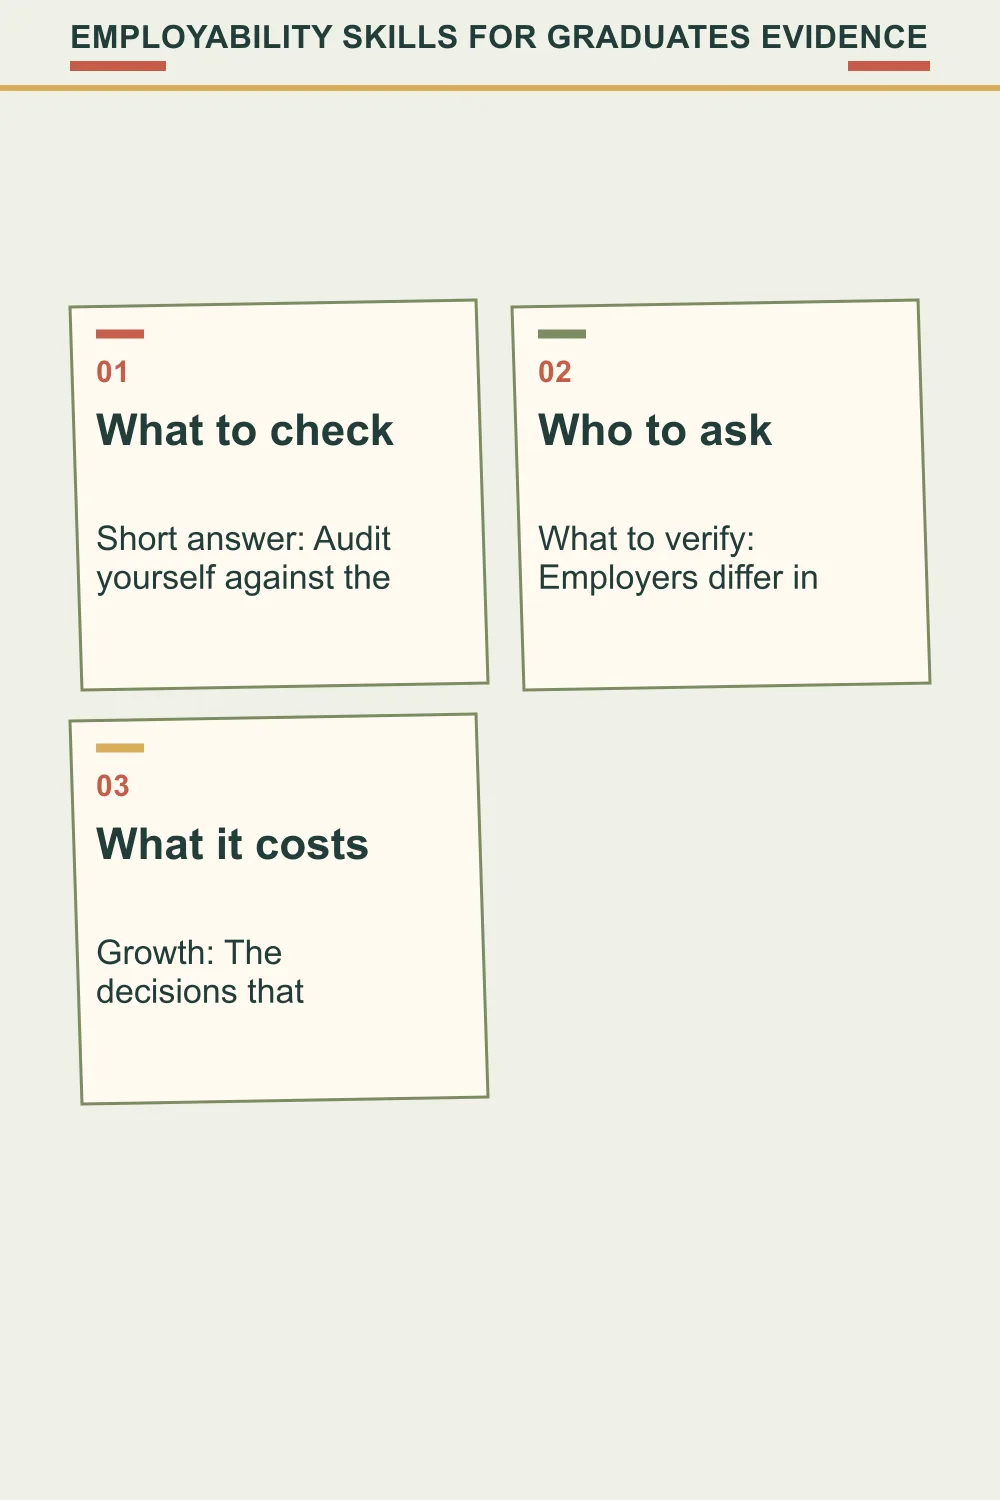 EMPLOYABILITY SKILLS FOR GRADUATES EVIDENCE
01
What to check
Short answer: Audit
yourself against the
02
Who to ask
What to verify:
Employers differ in
03
What it costs
Growth: The
decisions that